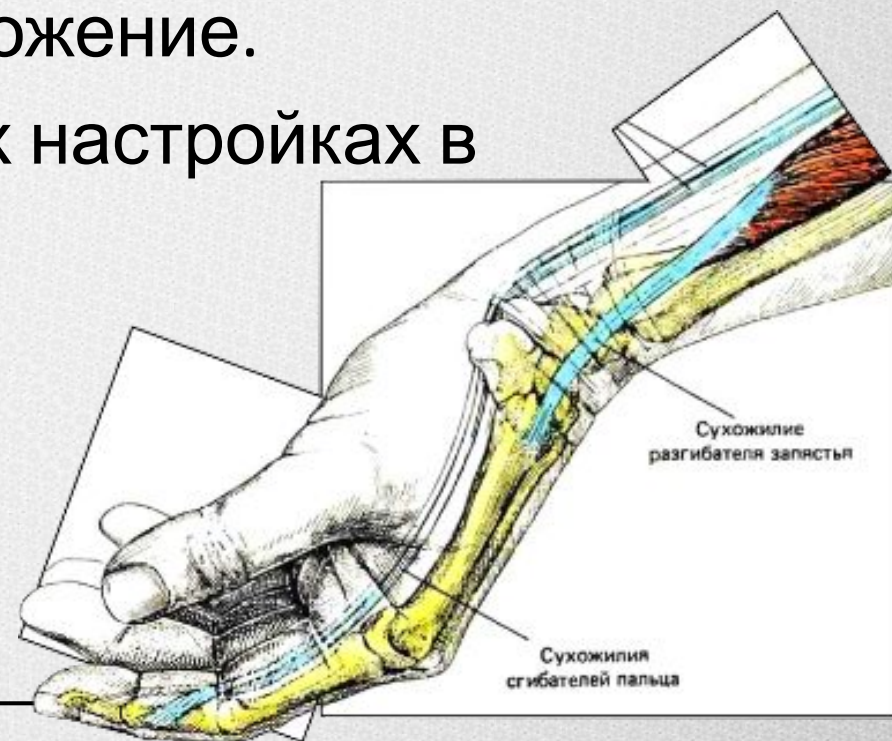 ожение.
х настройках в
Сухожилие
разгибателя запястья
Сухожилия
сгибателей пальца